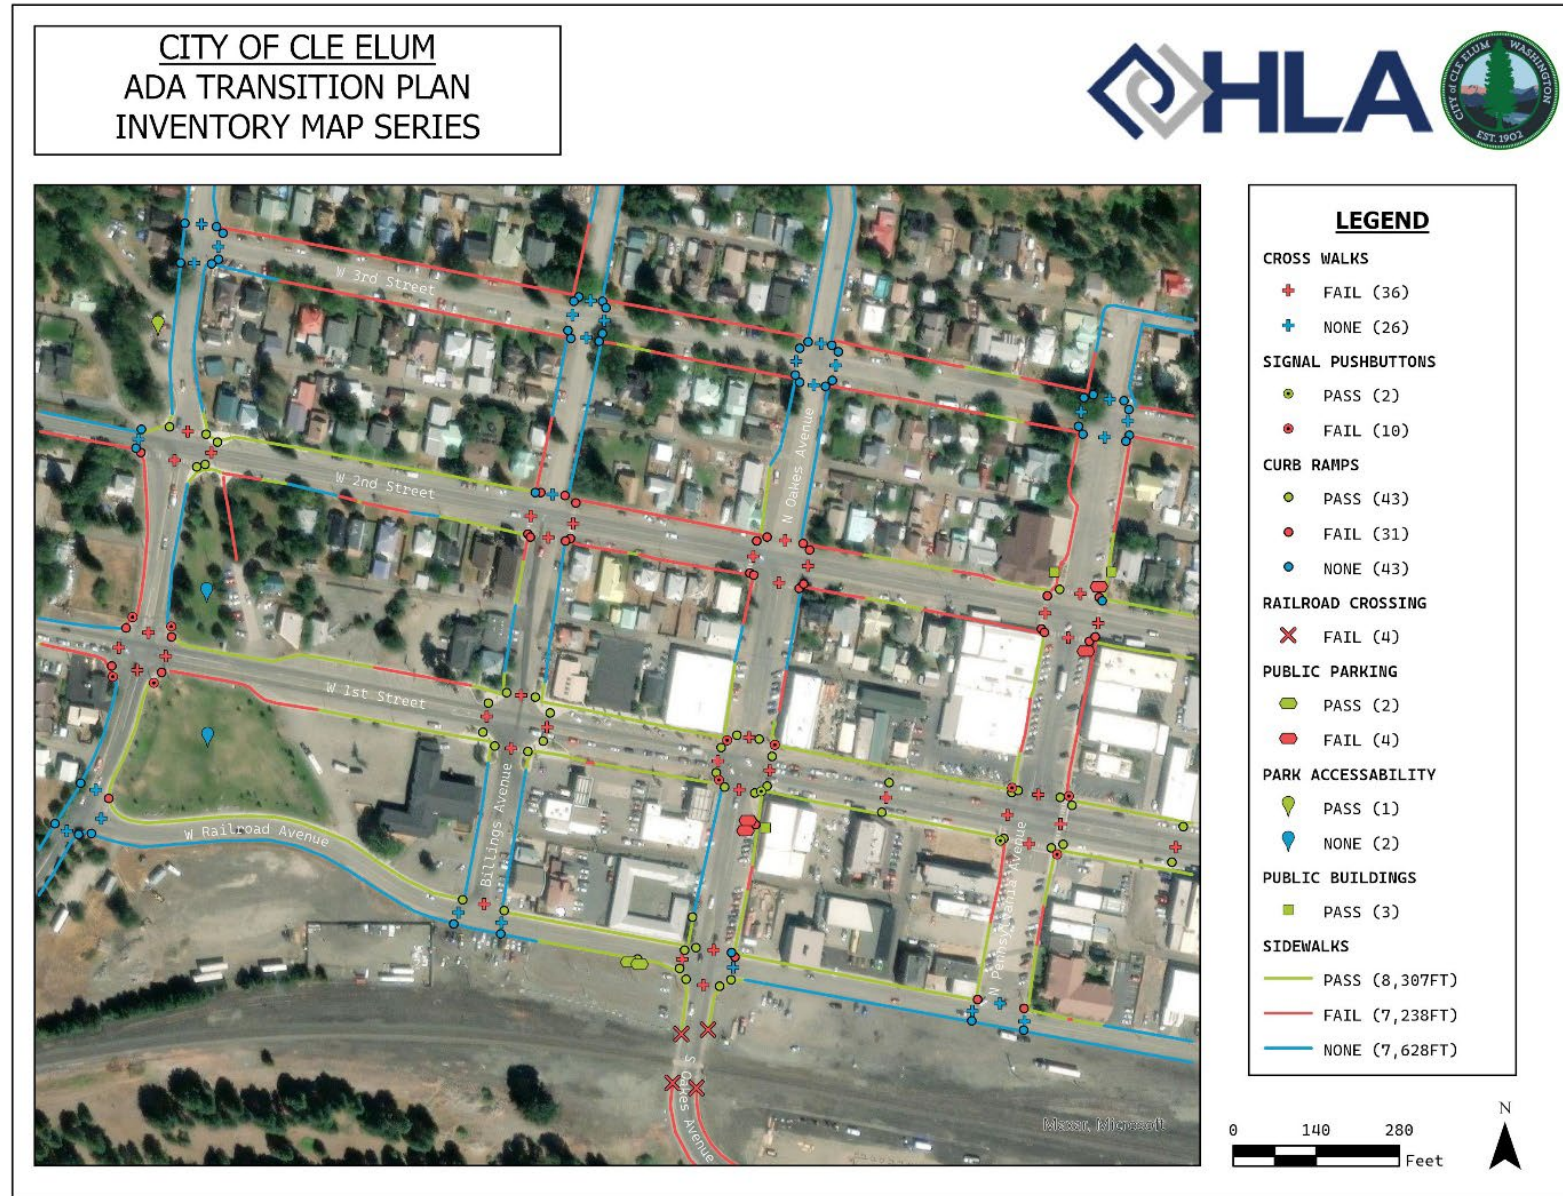 CITY OF CLE ELUM
ADA TRANSITION PLAN
INVENTORY MAP SERIES
HLA
CITY of CLE ELUM WASHINGTON
EST. 1902
W 3rd Street
W 2nd Street
N Oakes Avenue
W 1st Street
Billings Avenue
W Railroad Avenue
N Pennsylvania Avenue
S Oakes Avenue
Maxar, Microsoft
LEGEND
CROSS WALKS
FAIL (36)
NONE (26)
SIGNAL PUSHBUTTONS
PASS (2)
FAIL (10)
CURB RAMPS
PASS (43)
FAIL (31)
NONE (43)
RAILROAD CROSSING
FAIL (4)
PUBLIC PARKING
PASS (2)
FAIL (4)
PARK ACCESSABILITY
PASS (1)
NONE (2)
PUBLIC BUILDINGS
PASS (3)
SIDEWALKS
PASS (8,307FT)
FAIL (7,238FT)
NONE (7,628FT)
N
0 140 280
Feet